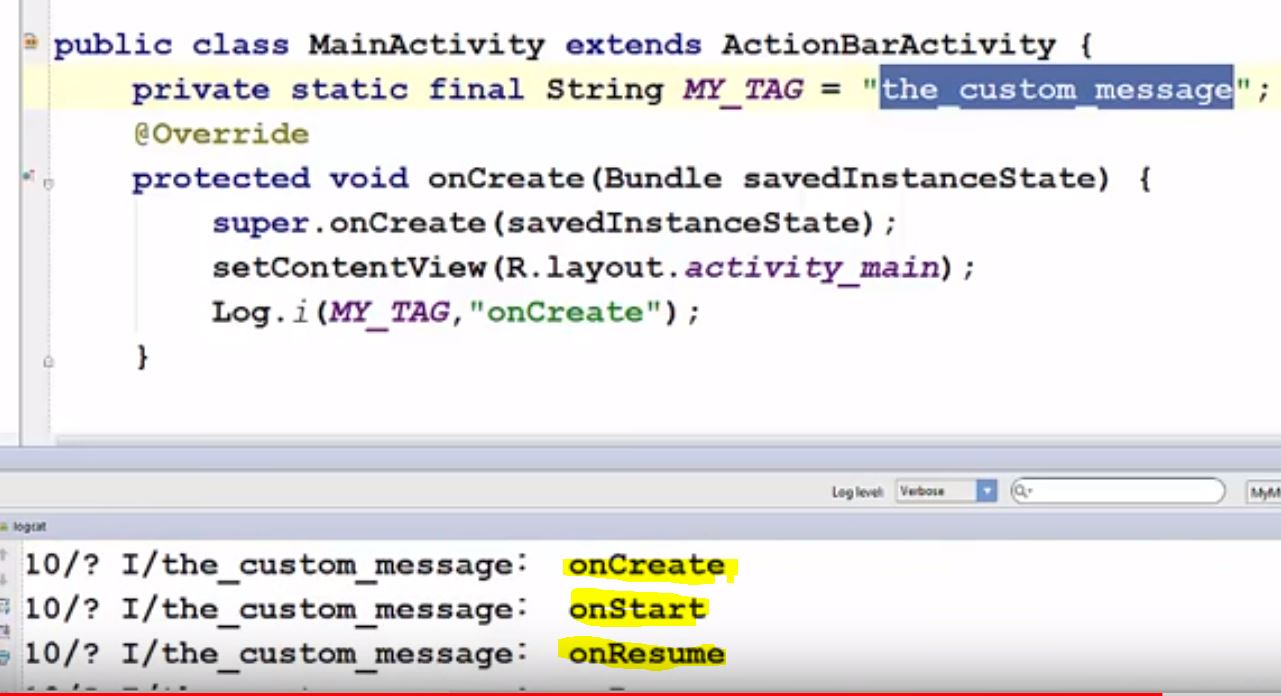 public class MainActivity extends ActionBarActivity {
private static final String MY_TAG = "the_custom_message";
@Override
protected void onCreate(Bundle savedInstanceState) {
super.onCreate(savedInstanceState);
setContentView(R.layout.activity_main);
Log.i(MY_TAG,"onCreate");
}
Log level: Verbose
logcat
10/? I/the_custom_message: onCreate
10/? I/the_custom_message: onStart
10/? I/the_custom_message: onResume